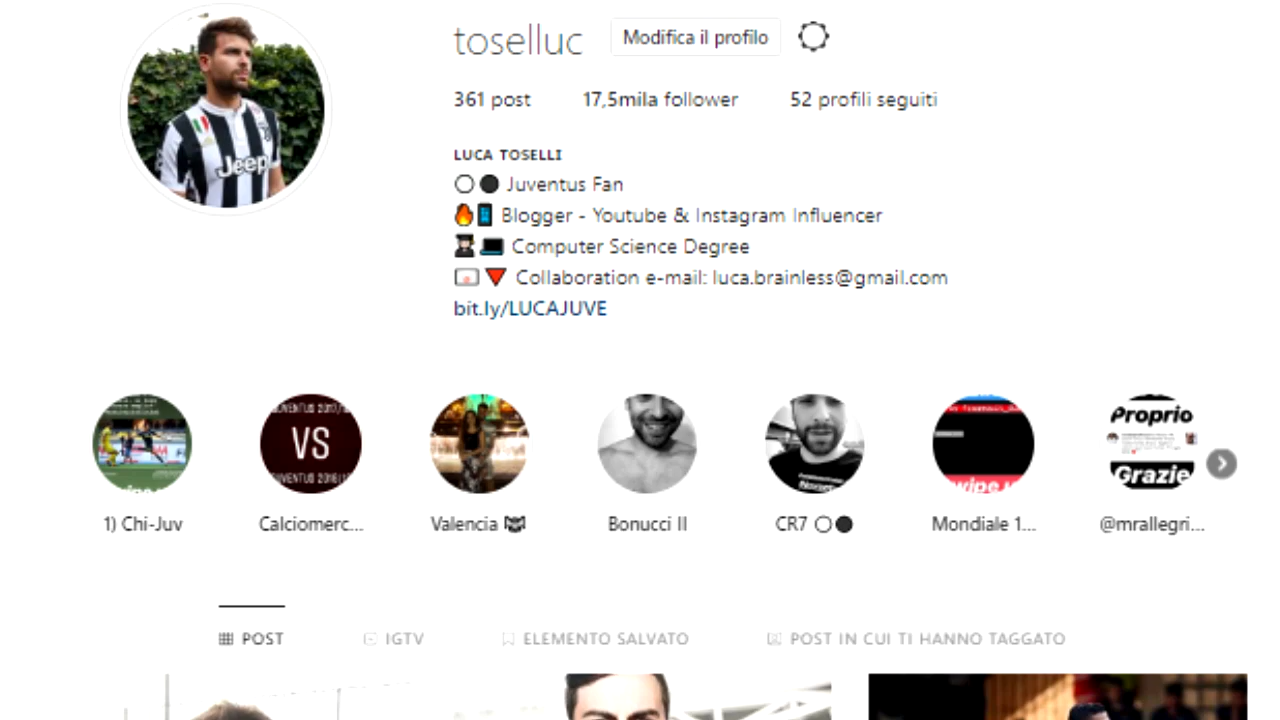 toselluc Modifica il profilo
361 post 17,5mila follower 52 profili seguiti
LUCA TOSELLI
Juventus Fan
Blogger - Youtube & Instagram Influencer
Computer Science Degree
Collaboration e-mail: luca.brainless@gmail.com
bit.ly/LUCAJUVE
Jeep
VS
Proprio
Grazie
1) Chi-Juv Calciomerc... Valencia Bonucci II CR7 Mondiale 1... @mrallegri...
POST IGTV ELEMENTO SALVATO POST IN CUI TI HANNO TAGGATO